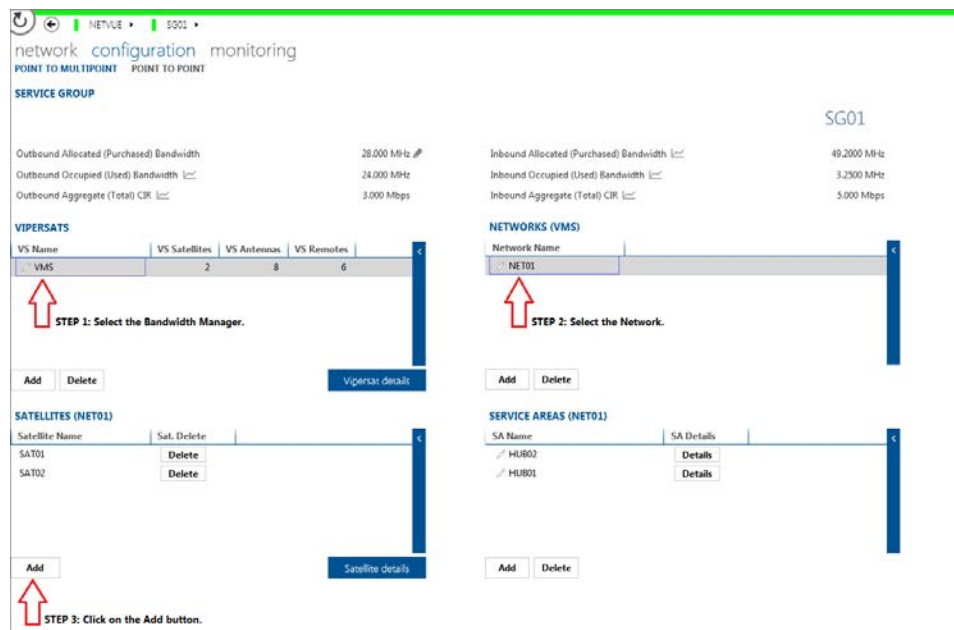 NETVUE SG01
network configuration monitoring
POINT TO MULTIPOINT POINT TO POINT
SERVICE GROUP
SG01
Outbound Allocated (Purchased) Bandwidth 28.000 MHz
Outbound Occupied (Used) Bandwidth 24.000 MHz
Outbound Aggregate (Total) CIR 3.000 Mbps
Inbound Allocated (Purchased) Bandwidth 49.2000 MHz
Inbound Occupied (Used) Bandwidth 3.2500 MHz
Inbound Aggregate (Total) CIR 5.000 Mbps
VIPERSATS
VS Name VS Satellites VS Antennas VS Remotes
VMS 2 8 6
STEP 1: Select the Bandwidth Manager.
Add Delete Vipersat details
NETWORKS (VMS)
Network Name
NET01
STEP 2: Select the Network.
Add Delete
SATELLITES (NET01)
Satellite Name Sat. Delete
SAT01 Delete
SAT02 Delete
Add Satellite details
STEP 3: Click on the Add button.
SERVICE AREAS (NET01)
SA Name SA Details
HUB02 Details
HUB01 Details
Add Delete